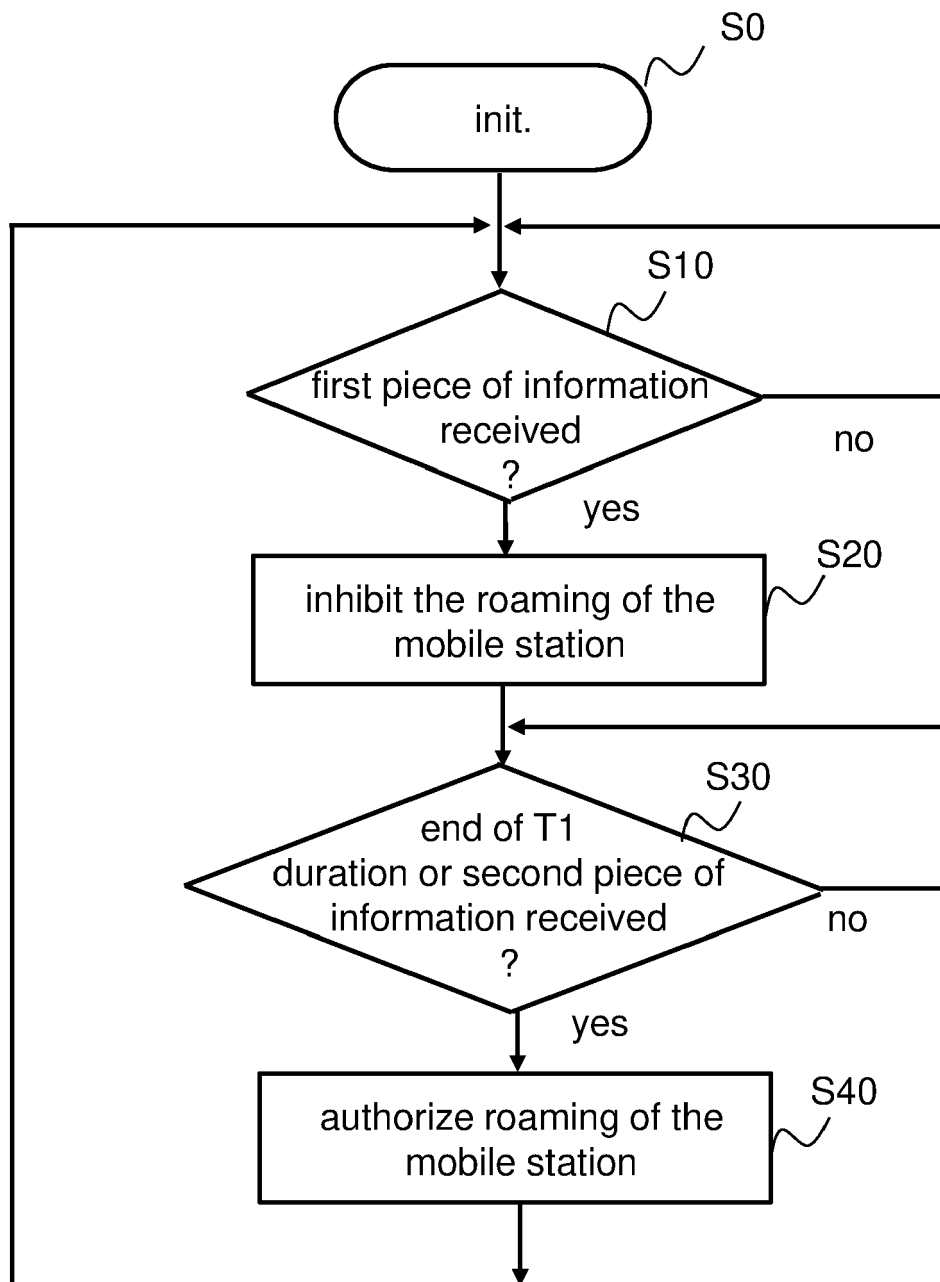 S0
init.
S10
first piece of information
received
?
no
yes
S20
inhibit the roaming of the
mobile station
S30
end of T1
duration or second piece of
information received
?
no
yes
S40
authorize roaming of the
mobile station